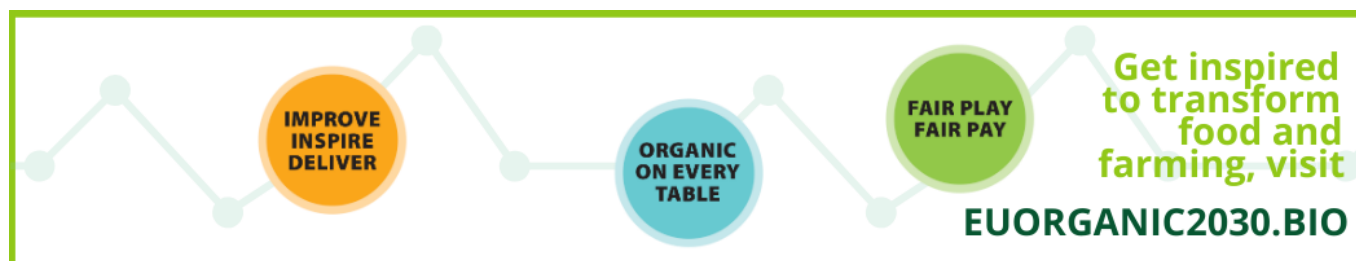 IMPROVE
INSPIRE
DELIVER
ORGANIC
ON EVERY
TABLE
FAIR PLAY
FAIR PAY
Get inspired
to transform
food and
farming, visit
EUORGANIC2030.BIO